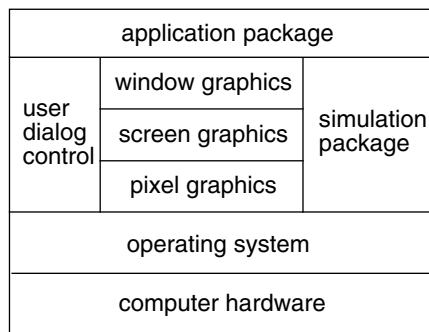 application package
user
dialog
control
window graphics
screen graphics
pixel graphics
simulation
package
operating system
computer hardware